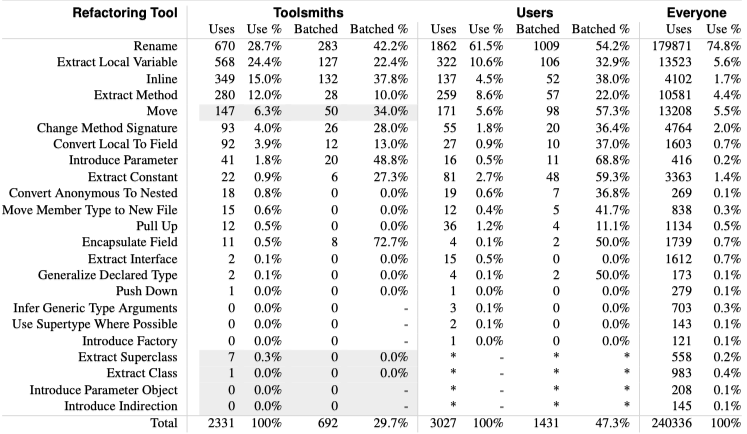 Refactoring Tool Toolsmiths Users Everyone
Uses Use % Batched Batched % Uses Use % Batched Batched % Uses Use %
Rename 670 28.7% 283 42.2% 1862 61.5% 1009 54.2% 179871 74.8%
Extract Local Variable 568 24.4% 127 22.4% 322 10.6% 106 32.9% 13523 5.6%
Inline 349 15.0% 132 37.8% 137 4.5% 52 38.0% 4102 1.7%
Extract Method 280 12.0% 28 10.0% 259 8.6% 57 22.0% 10581 4.4%
Move 147 6.3% 50 34.0% 171 5.6% 98 57.3% 13208 5.5%
Change Method Signature 93 4.0% 26 28.0% 55 1.8% 20 36.4% 4764 2.0%
Convert Local To Field 92 3.9% 12 13.0% 27 0.9% 10 37.0% 1603 0.7%
Introduce Parameter 41 1.8% 20 48.8% 16 0.5% 11 68.8% 416 0.2%
Extract Constant 22 0.9% 6 27.3% 81 2.7% 48 59.3% 3363 1.4%
Convert Anonymous To Nested 18 0.8% 0 0.0% 19 0.6% 7 36.8% 269 0.1%
Move Member Type to New File 15 0.6% 0 0.0% 12 0.4% 5 41.7% 838 0.3%
Pull Up 12 0.5% 0 0.0% 36 1.2% 4 11.1% 1134 0.5%
Encapsulate Field 11 0.5% 8 72.7% 4 0.1% 2 50.0% 1739 0.7%
Extract Interface 2 0.1% 0 0.0% 15 0.5% 0 0.0% 1612 0.7%
Generalize Declared Type 2 0.1% 0 0.0% 4 0.1% 2 50.0% 173 0.1%
Push Down 1 0.0% 0 0.0% 1 0.0% 0 0.0% 279 0.1%
Infer Generic Type Arguments 0 0.0% 0 - 3 0.1% 0 0.0% 703 0.3%
Use Supertype Where Possible 0 0.0% 0 - 2 0.1% 0 0.0% 143 0.1%
Introduce Factory 0 0.0% 0 - 1 0.0% 0 0.0% 121 0.1%
Extract Superclass 7 0.3% 0 0.0% * - * * 558 0.2%
Extract Class 1 0.0% 0 0.0% * - * * 983 0.4%
Introduce Parameter Object 0 0.0% 0 - * - * * 208 0.1%
Introduce Indirection 0 0.0% 0 - * - * * 145 0.1%
Total 2331 100% 692 29.7% 3027 100% 1431 47.3% 240336 100%